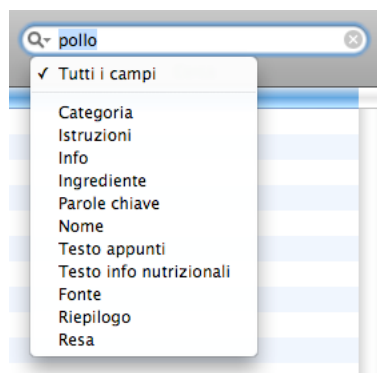 pollo
Tutti i campi
Categoria
Istruzioni
Info
Ingrediente
Parole chiave
Nome
Testo appunti
Testo info nutrizionali
Fonte
Riepilogo
Resa